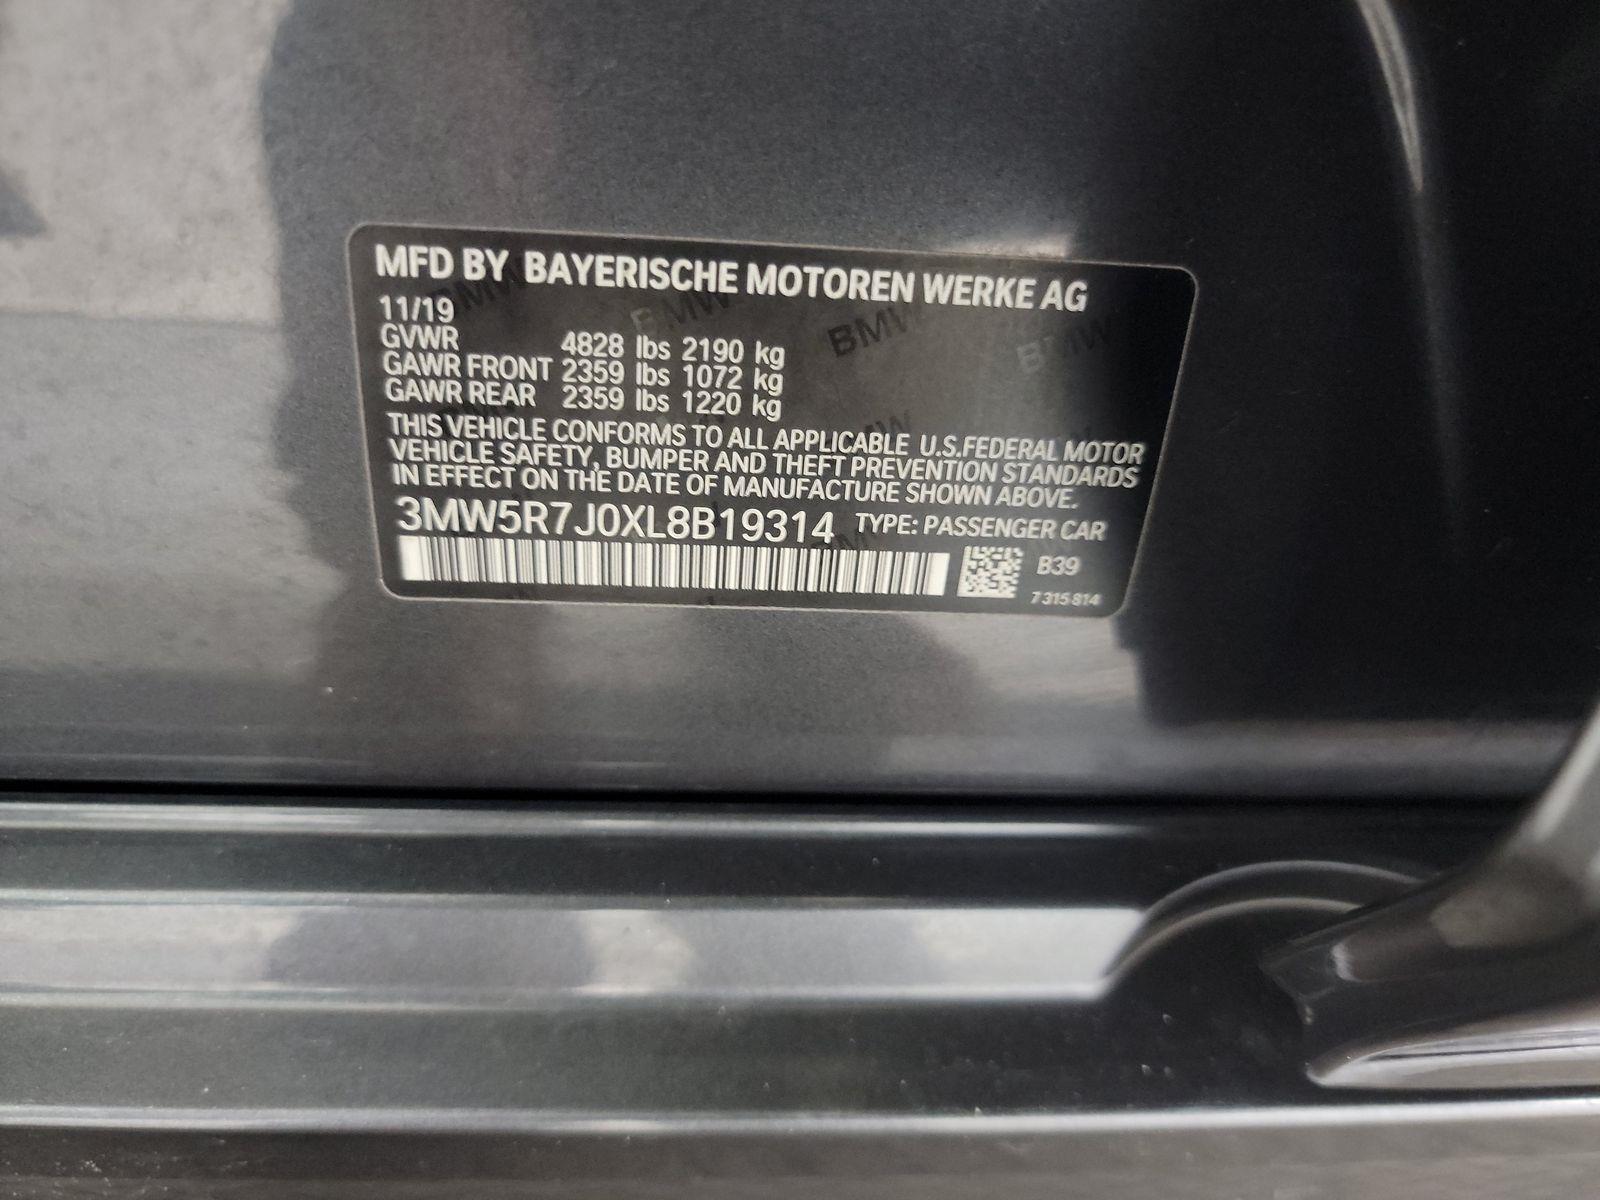 MFD BY BAYERISCHE MOTOREN WERKE AG
11/19
GVWR 4828 lbs 2190 kg
GAWR FRONT 2359 lbs 1072 kg
GAWR REAR 2359 lbs 1220 kg
THIS VEHICLE CONFORMS TO ALL APPLICABLE U.S.FEDERAL MOTOR
VEHICLE SAFETY, BUMPER AND THEFT PREVENTION STANDARDS
IN EFFECT ON THE DATE OF MANUFACTURE SHOWN ABOVE.
3MW5R7J0XL8B19314 TYPE: PASSENGER CAR
B39
7 315 814